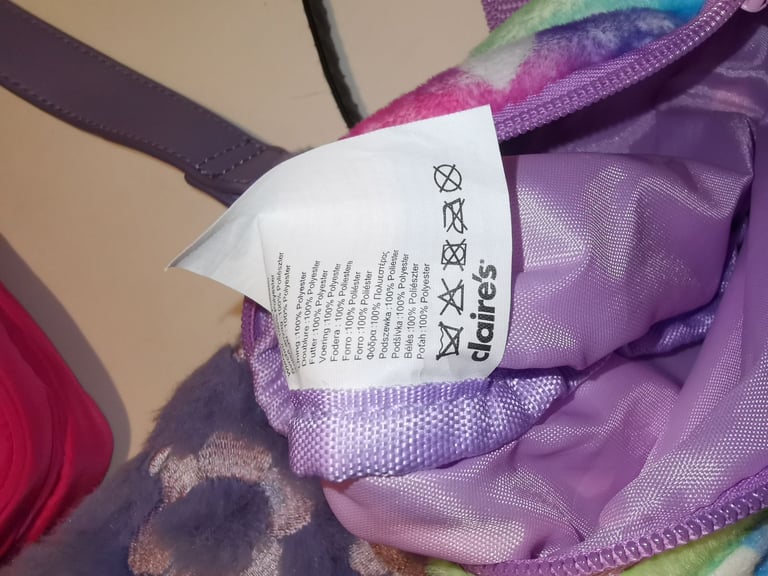 Lining :100% Polyester
Doublure :100% Polyester
Futter :100% Polyester
Voering :100% Polyester
Fodera :100% Poliestere
Forro :100% Poliéster
Forro :100% Poliéster
Φόδρα :100% Πολυεστέρας
Podszewka :100% Poliester
Podšívka :100% Polyester
Bélés :100% Poliészter
Potah :100% Polyester
claire's®